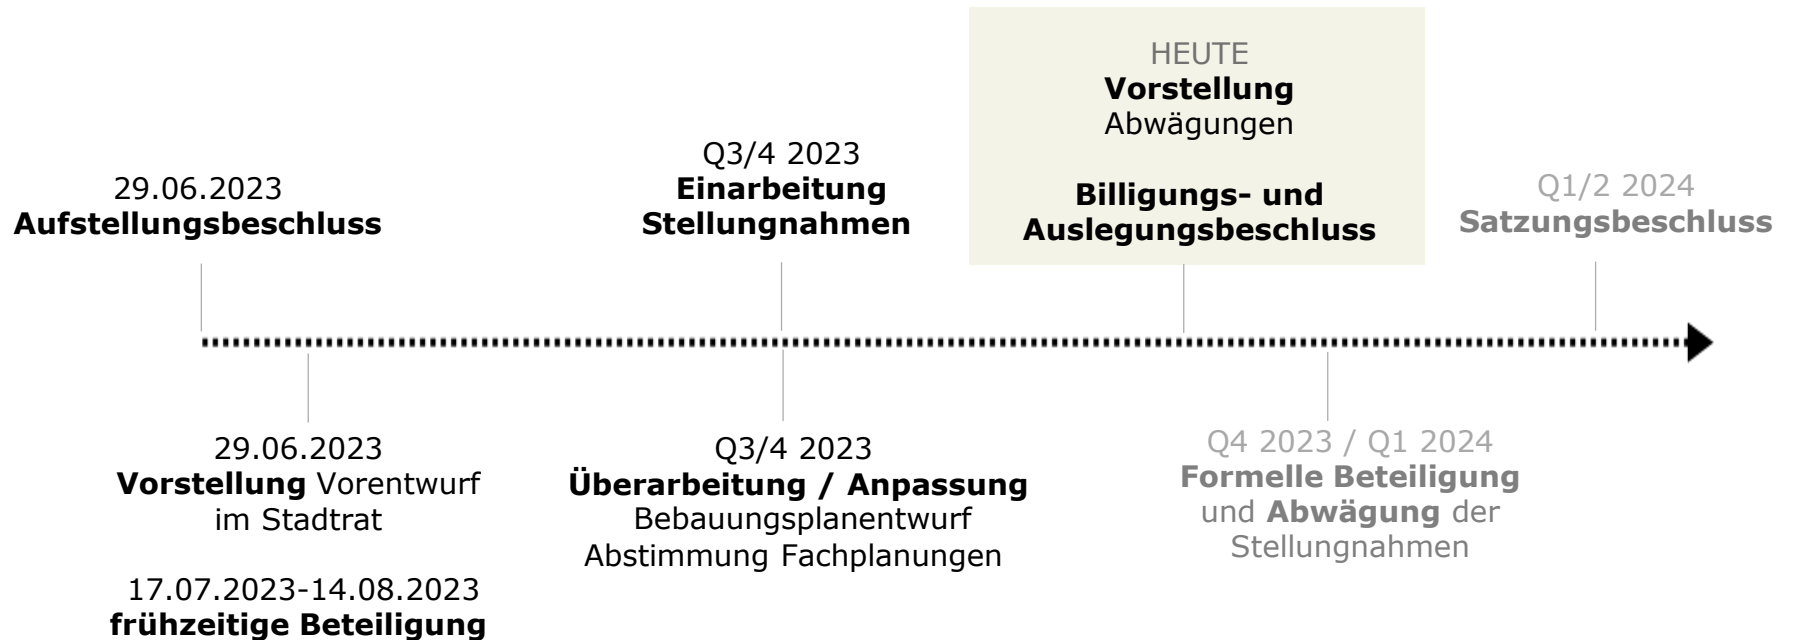 29.06.2023
Aufstellungsbeschluss
Q3/4 2023
Einarbeitung
Stellungnahmen
HEUTE
Vorstellung
Abwägungen
Billigungs- und
Auslegungsbeschluss
Q1/2 2024
Satzungsbeschluss
29.06.2023
Vorstellung Vorentwurf
im Stadtrat
17.07.2023-14.08.2023
frühzeitige Beteiligung
Q3/4 2023
Überarbeitung / Anpassung
Bebauungsplanentwurf
Abstimmung Fachplanungen
Q4 2023 / Q1 2024
Formelle Beteiligung
und Abwägung der
Stellungnahmen